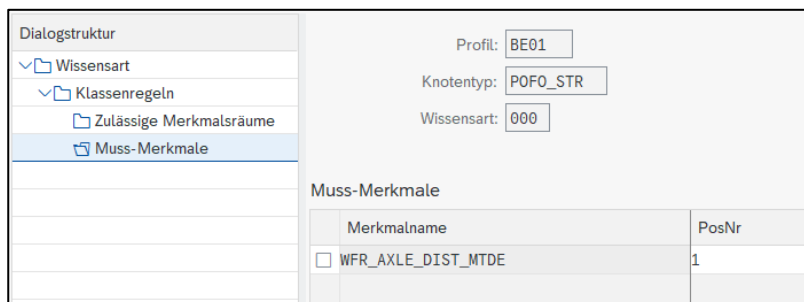 Dialogstruktur
Wissensart
Klassenregeln
Zulässige Merkmalsräume
Muss-Merkmale
Profil: BE01
Knotentyp: POFO_STR
Wissensart: 000
Muss-Merkmale
Merkmalname PosNr
WFR_AXLE_DIST_MTDE 1